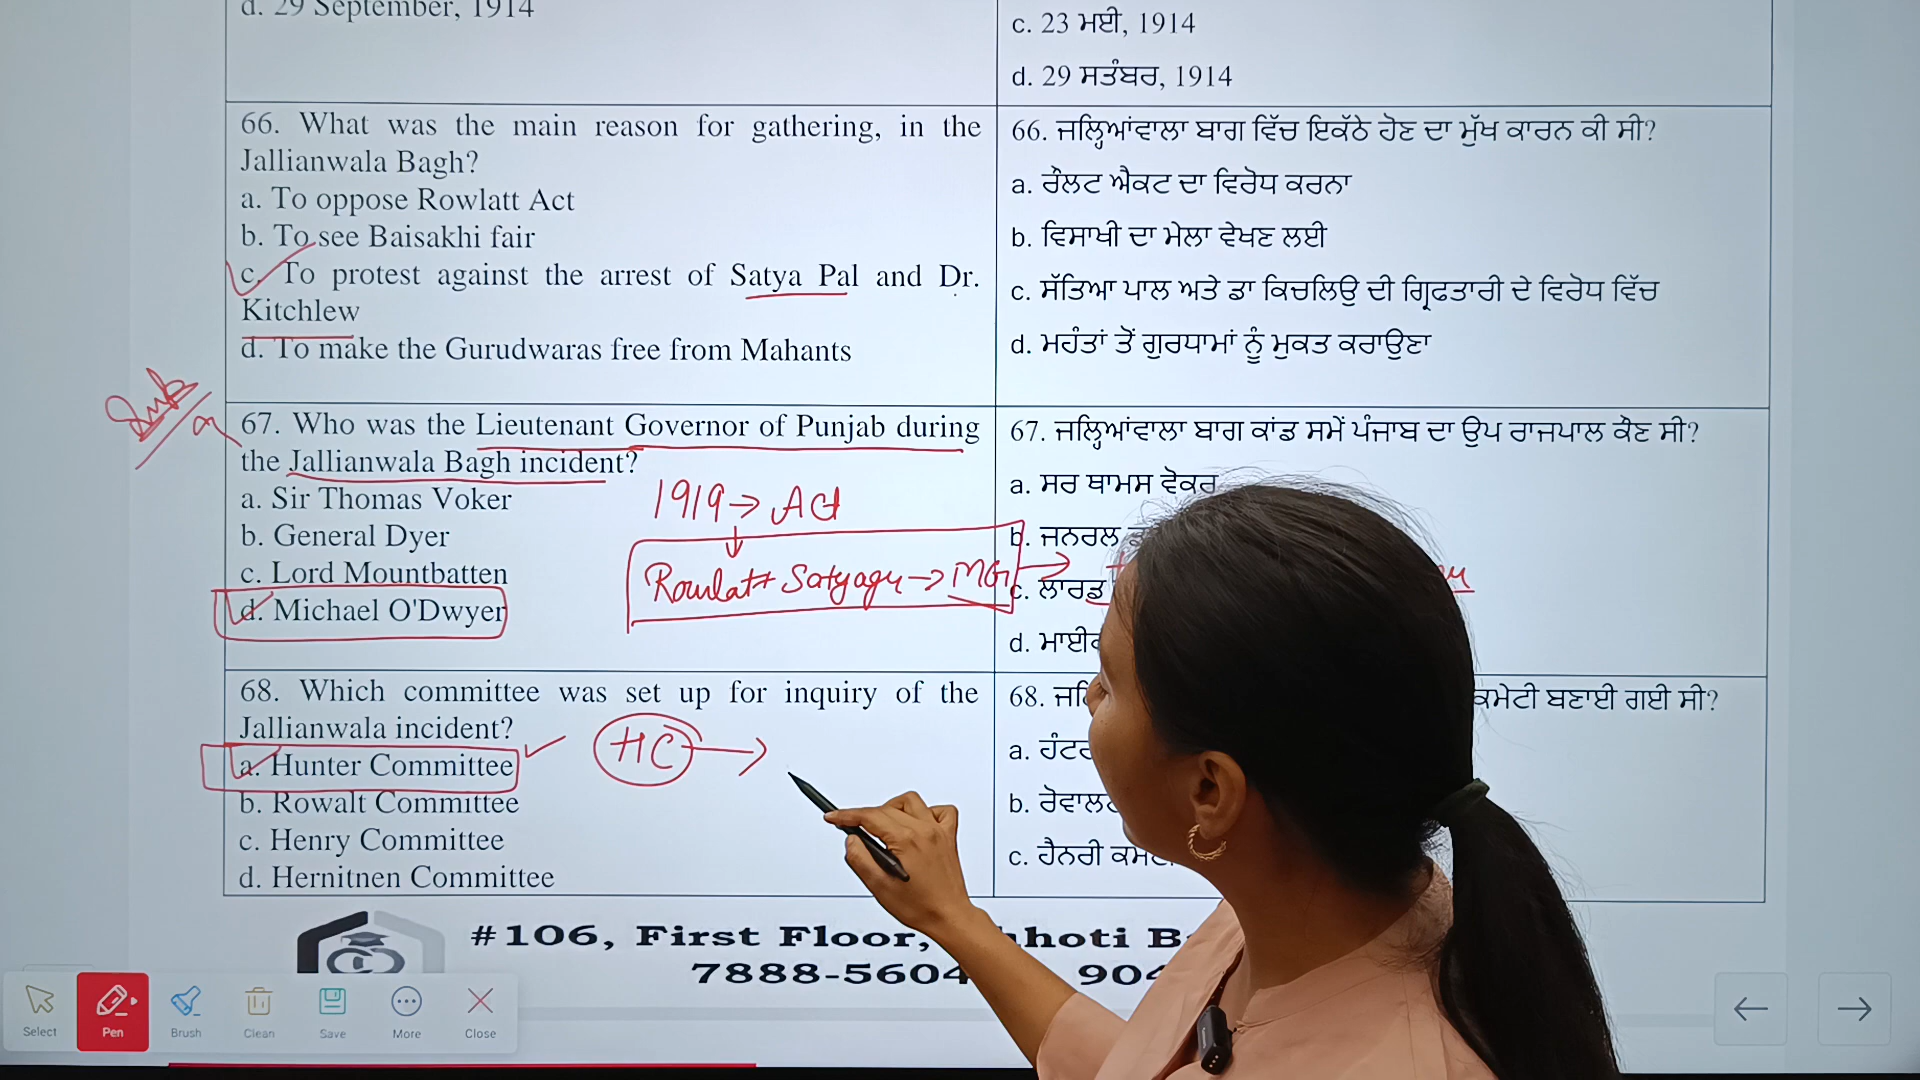 d. 29 September, 1914
66. What was the main reason for gathering, in the
Jallianwala Bagh?
a. To oppose Rowlatt Act
b. To see Baisakhi fair
c. To protest against the arrest of Satya Pal and Dr.
Kitchlew
d. To make the Gurudwaras free from Mahants
67. Who was the Lieutenant Governor of Punjab during
the Jallianwala Bagh incident?
a. Sir Thomas Voker
b. General Dyer
c. Lord Mountbatten
d. Michael O'Dwyer
1919 → Act
→ MG →
68. Which committee was set up for inquiry of the
Jallianwala incident?
a. Hunter Committee
b. Rowalt Committee
c. Henry Committee
d. Hernitnen Committee
HC →
c. 23 ਮਈ, 1914
d. 29 ਸਤੰਬਰ, 1914
66. ਜਲ੍ਹਿਆਂਵਾਲਾ ਬਾਗ ਵਿੱਚ ਇਕੱਠੇ ਹੋਣ ਦਾ ਮੁੱਖ ਕਾਰਨ ਕੀ ਸੀ?
a. ਰੌਲਟ ਐਕਟ ਦਾ ਵਿਰੋਧ ਕਰਨਾ
b. ਵਿਸਾਖੀ ਦਾ ਮੇਲਾ ਵੇਖਣ ਲਈ
c. ਸੱਤਿਆ ਪਾਲ ਅਤੇ ਡਾ ਕਿਚਲਿਊ ਦੀ ਗ੍ਰਿਫਤਾਰੀ ਦੇ ਵਿਰੋਧ ਵਿੱਚ
d. ਮਹੰਤਾਂ ਤੋਂ ਗੁਰਧਾਮਾਂ ਨੂੰ ਮੁਕਤ ਕਰਾਉਣਾ
67. ਜਲ੍ਹਿਆਂਵਾਲਾ ਬਾਗ ਕਾਂਡ ਸਮੇਂ ਪੰਜਾਬ ਦਾ ਉਪ ਰਾਜਪਾਲ ਕੌਣ ਸੀ?
a. ਸਰ ਥਾਮਸ ਵੋਕਰ
b. ਜਨਰਲ
c. ਲਾਰਡ
d.
68. ਕਮੇਟੀ ਬਣਾਈ ਗਈ ਸੀ?
a.
b.
c. ਹੈਨਰੀ
#106, First Floor,
7888-5604 904
Select Pen Brush Clean Save More Close